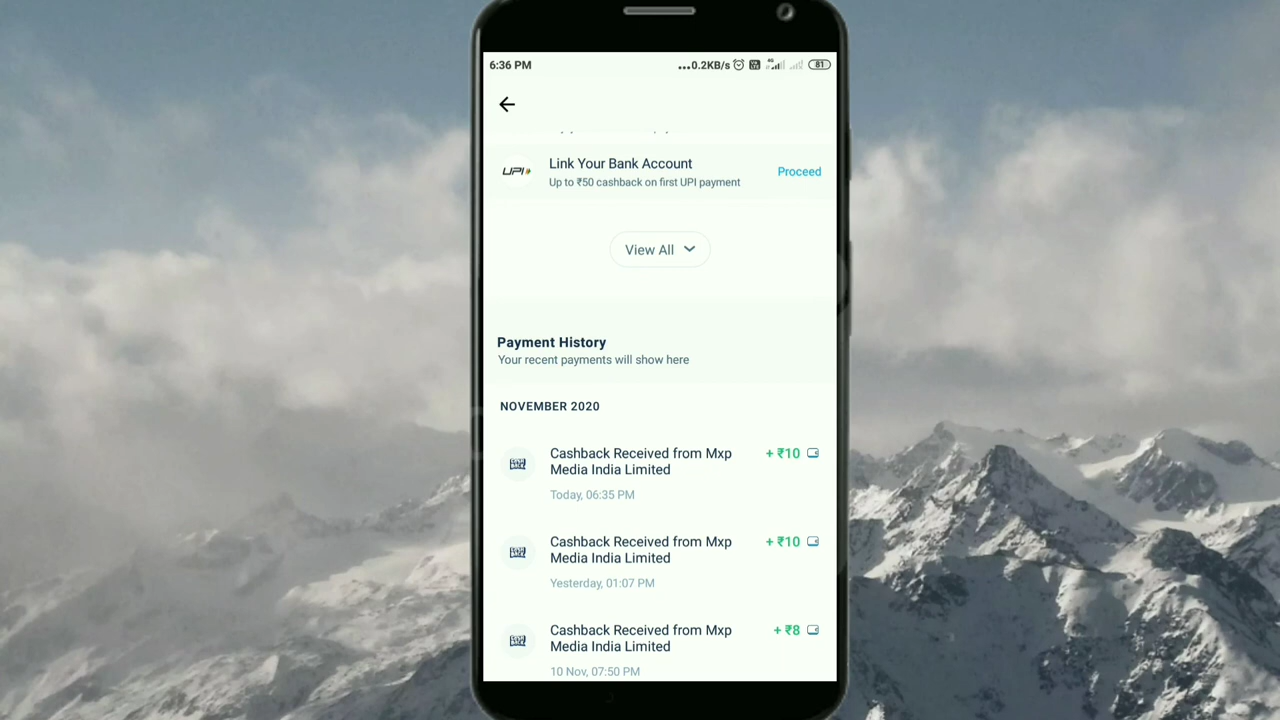 6:36 PM
...0.2KB/s
4G
81
UPI
Link Your Bank Account
Proceed
Up to ₹50 cashback on first UPI payment
View All
Payment History
Your recent payments will show here
NOVEMBER 2020
Cashback Received from Mxp
+ ₹10
Media India Limited
Today, 06:35 PM
Cashback Received from Mxp
+ ₹10
Media India Limited
Yesterday, 01:07 PM
Cashback Received from Mxp
+ ₹8
Media India Limited
10 Nov, 07:50 PM